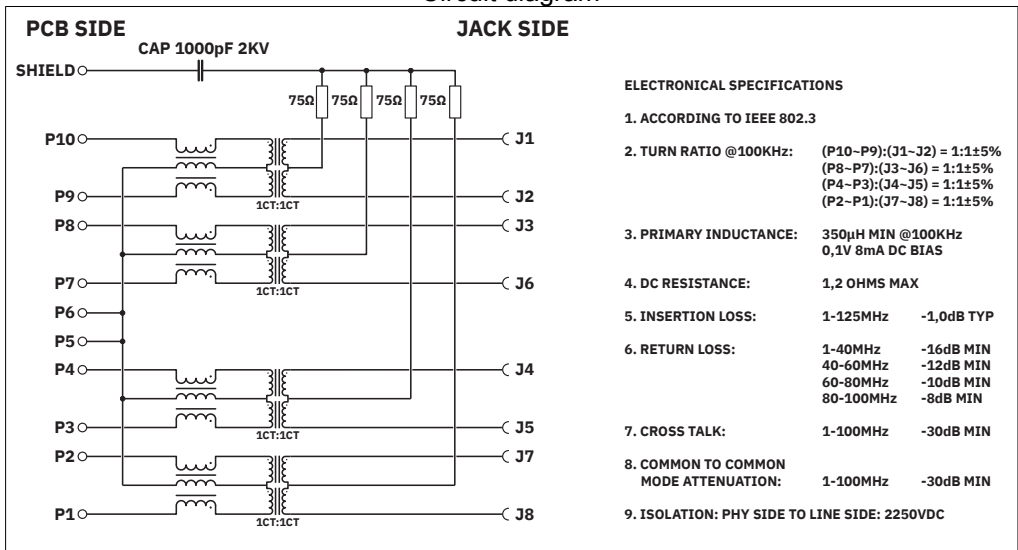 PCB SIDE
JACK SIDE
CAP 1000pF 2KV
SHIELD
75Ω 75Ω 75Ω 75Ω
P10
J1
P9
J2
1CT:1CT
P8
J3
P7
J6
1CT:1CT
P6
P5
P4
J4
P3
J5
1CT:1CT
P2
J7
P1
J8
1CT:1CT
ELECTRONICAL SPECIFICATIONS
1. ACCORDING TO IEEE 802.3
2. TURN RATIO @100KHz: (P10~P9):(J1~J2) = 1:1±5%
(P8~P7):(J3~J6) = 1:1±5%
(P4~P3):(J4~J5) = 1:1±5%
(P2~P1):(J7~J8) = 1:1±5%
3. PRIMARY INDUCTANCE: 350µH MIN @100KHz
0,1V 8mA DC BIAS
4. DC RESISTANCE: 1,2 OHMS MAX
5. INSERTION LOSS: 1-125MHz -1,0dB TYP
6. RETURN LOSS: 1-40MHz -16dB MIN
40-60MHz -12dB MIN
60-80MHz -10dB MIN
80-100MHz -8dB MIN
7. CROSS TALK: 1-100MHz -30dB MIN
8. COMMON TO COMMON
MODE ATTENUATION: 1-100MHz -30dB MIN
9. ISOLATION: PHY SIDE TO LINE SIDE: 2250VDC